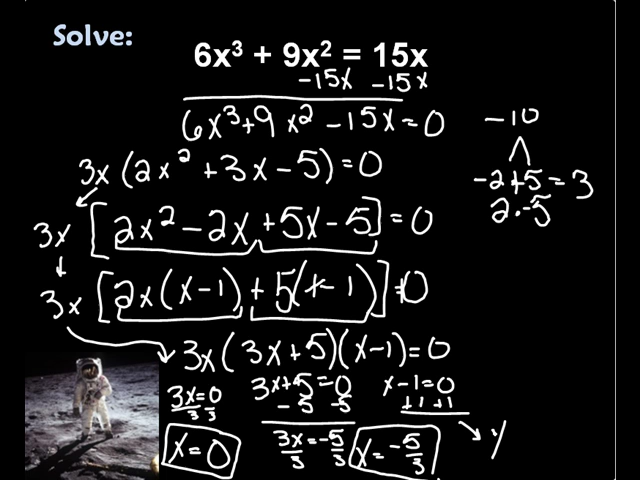 Solve:
6x³ + 9x² = 15x
-15x -15x
6x³+9x²-15x=0
-10
3x(2x²+3x-5)=0
-2+5=3
2·-5
3x[2x²-2x+5x-5]=0
3x[2x(x-1)+5(x-1)]=0
3x(3x+5)(x-1)=0
3x=0 3x+5=0 x-1=0
3 3 -5 -5 +1 +1
x=0 3x=-5 x=-5/3
3 3